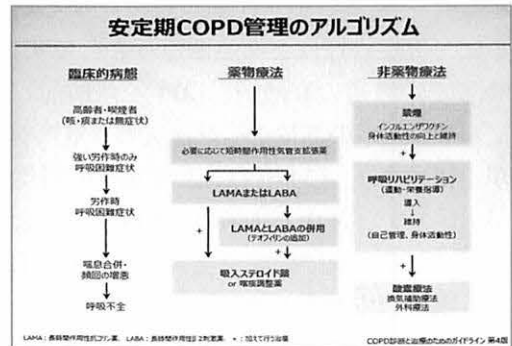 安定期COPD管理のアルゴリズム
臨床的病態
高齢者・喫煙者
(咳・痰または無症状)
強い労作時のみ
呼吸困難症状
労作時
呼吸困難症状
喘息合併・
頻回の増悪
呼吸不全
薬物療法
必要に応じて短時間作用性気管支拡張薬
LAMAまたはLABA
+
LAMAとLABAの併用
(テオフィリンの追加)
吸入ステロイド薬
or 喀痰調整薬
非薬物療法
禁煙
インフルエンザワクチン
身体活動性の向上と維持
+
呼吸リハビリテーション
(運動・栄養指導)
導入
維持
(自己管理、身体活動性)
+
酸素療法
換気補助療法
外科療法
LAMA:長時間作用性抗コリン薬、LABA:長時間作用性β2刺激薬、+:加えて行う治療
COPD診断と治療のためのガイドライン 第4版